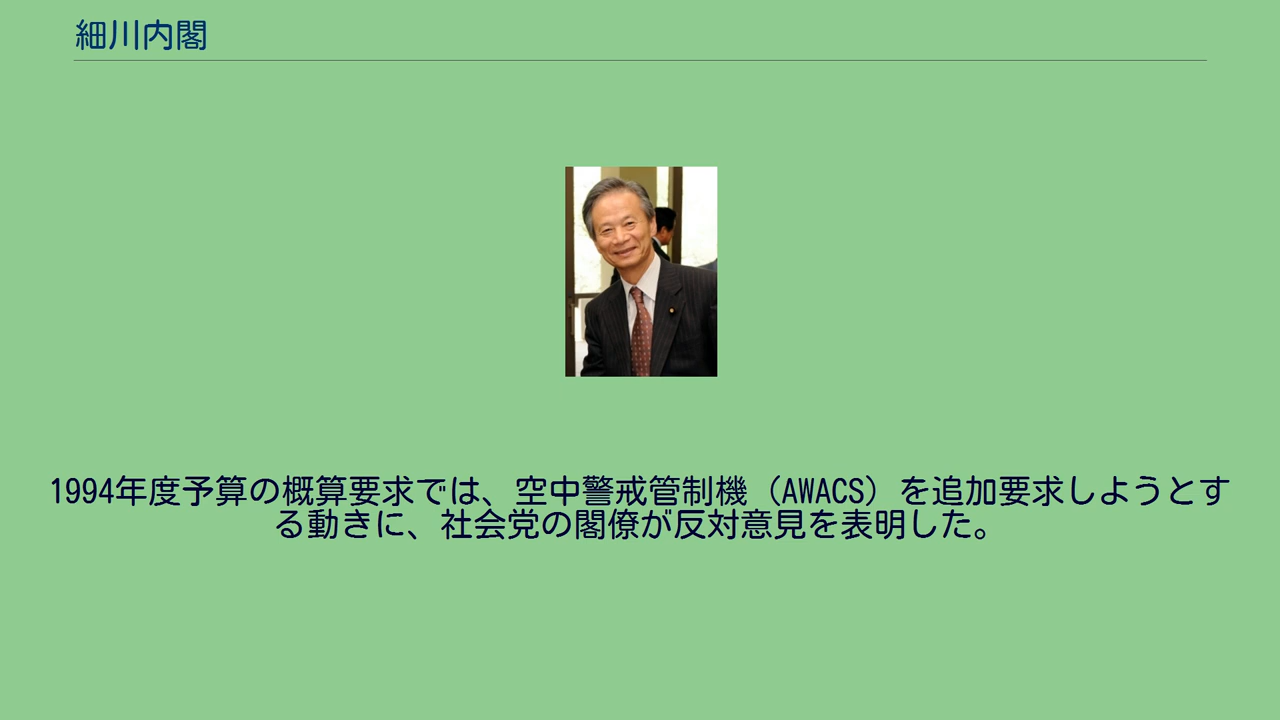 細川内閣
1994年度予算の概算要求では、空中警戒管制機（AWACS）を追加要求しようとす
る動きに、社会党の閣僚が反対意見を表明した。